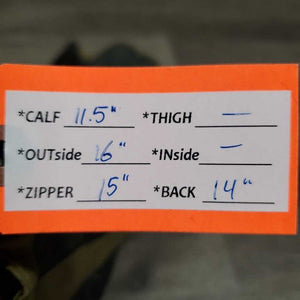 *CALF 11.5" *THIGH —
*OUTside 16" *INside —
*ZIPPER 15" *BACK 14"